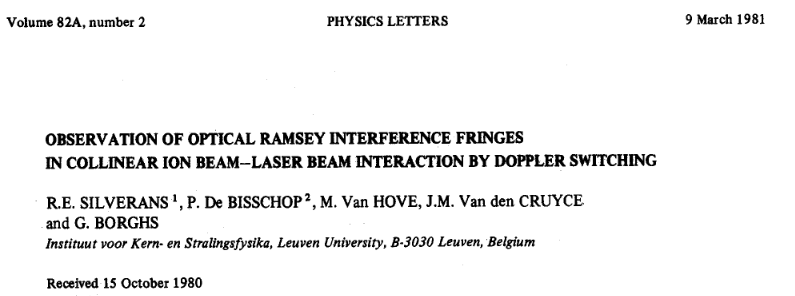 Volume 82A, number 2 PHYSICS LETTERS 9 March 1981
OBSERVATION OF OPTICAL RAMSEY INTERFERENCE FRINGES
IN COLLINEAR ION BEAM–LASER BEAM INTERACTION BY DOPPLER SWITCHING
R.E. SILVERANS ¹, P. De BISSCHOP ², M. Van HOVE, J.M. Van den CRUYCE
and G. BORGHS
Instituut voor Kern- en Stralingsfysika, Leuven University, B-3030 Leuven, Belgium
Received 15 October 1980